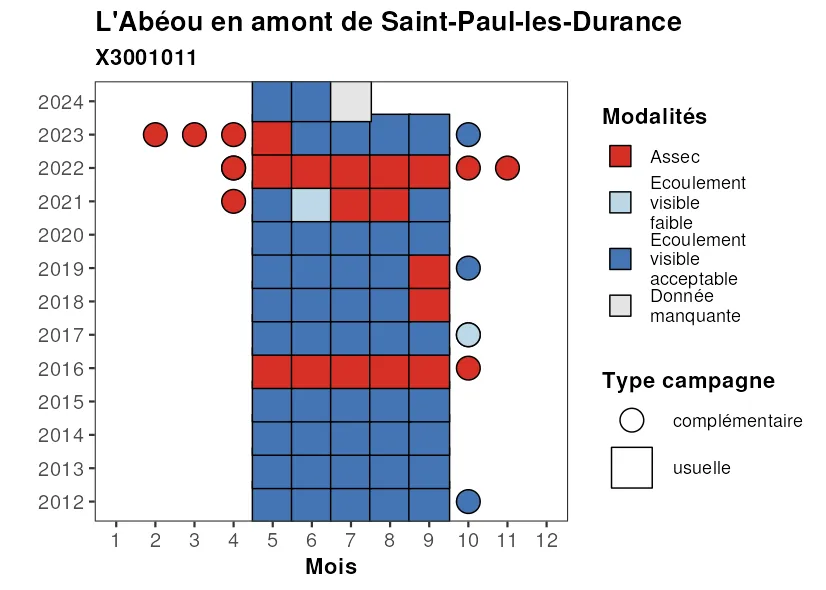 L'Abéou en amont de Saint-Paul-les-Durance
X3001011
2024
2023
2022
2021
2020
2019
2018
2017
2016
2015
2014
2013
2012
1 2 3 4 5 6 7 8 9 10 11 12
Mois
Modalités
Assec
Ecoulement
visible
faible
Ecoulement
visible
acceptable
Donnée
manquante
Type campagne
complémentaire
usuelle